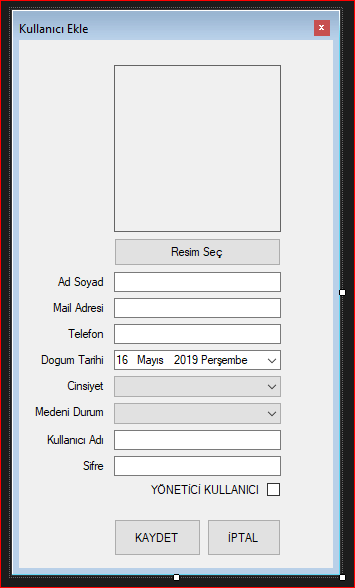 Kullanıcı Ekle
x
Resim Seç
Ad Soyad
Mail Adresi
Telefon
Dogum Tarihi 16 Mayıs 2019 Perşembe
Cinsiyet
Medeni Durum
Kullanıcı Adı
Sifre
YÖNETİCİ KULLANICI
KAYDET İPTAL